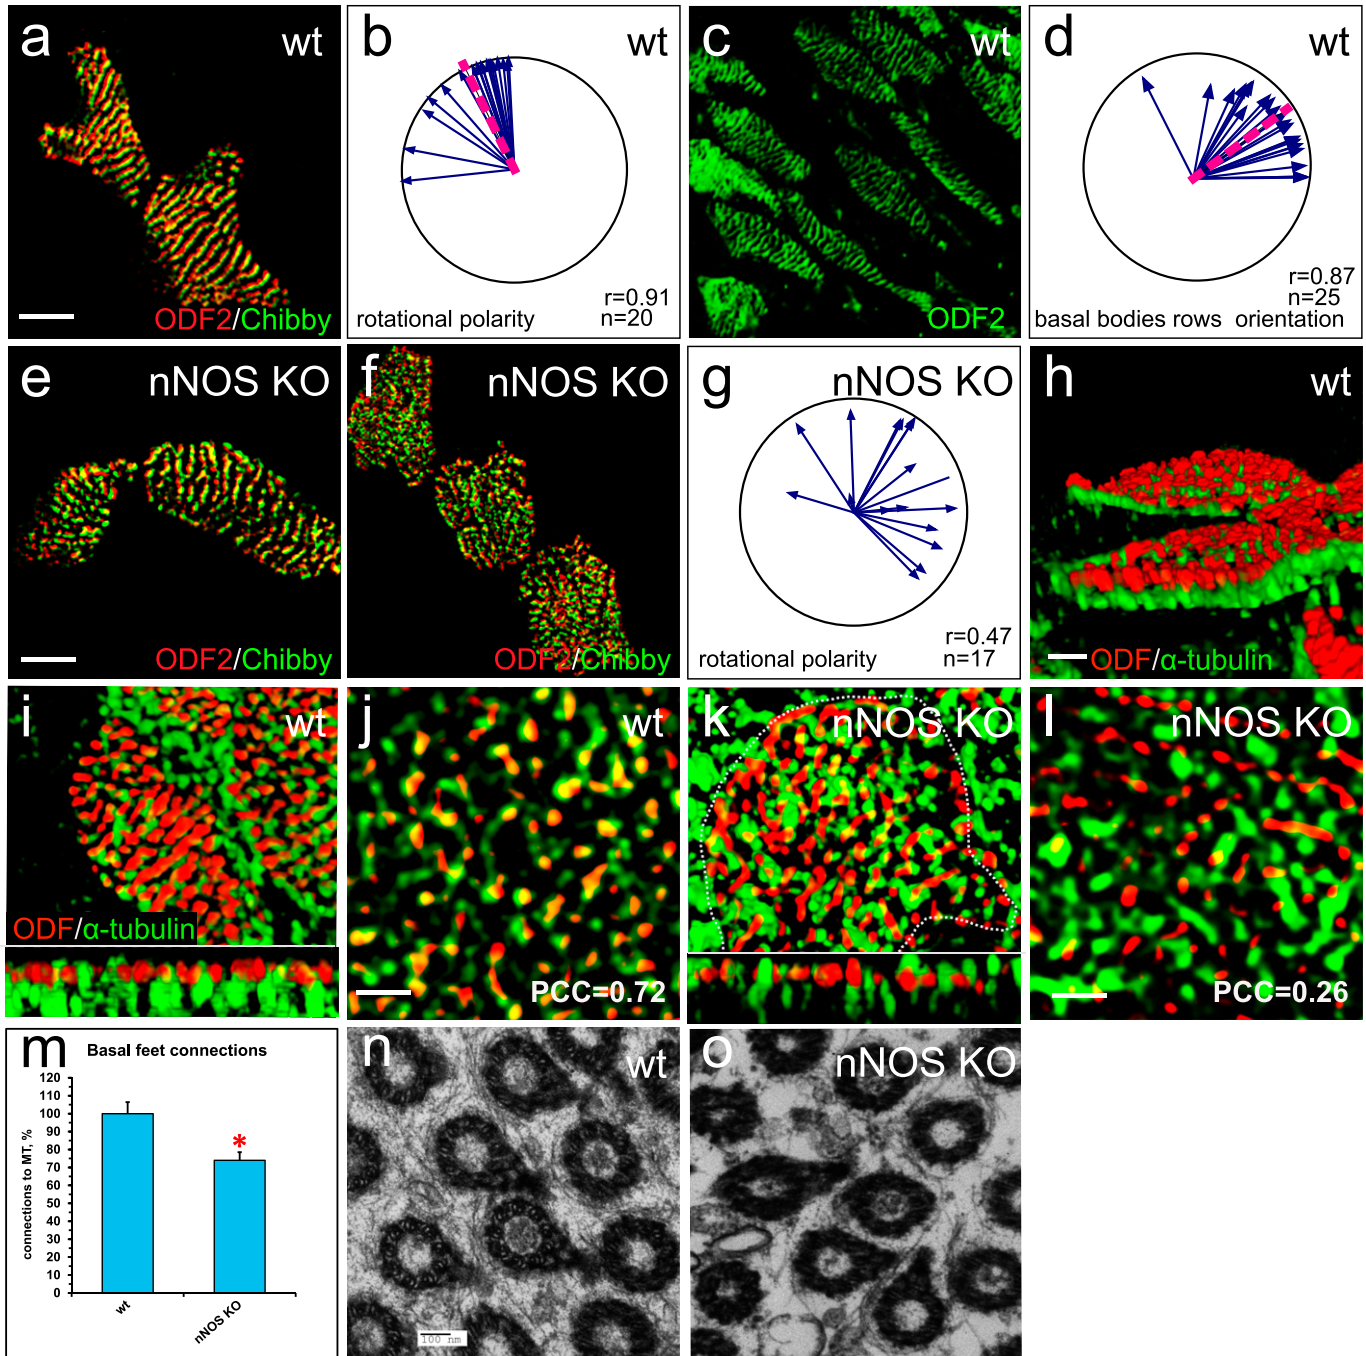 a wt
ODF2/Chibby
b wt
r=0.91
rotational polarity n=20
c wt
ODF2
d wt
r=0.87
n=25
basal bodies rows orientation
e nNOS KO
ODF2/Chibby
f nNOS KO
ODF2/Chibby
g nNOS KO
r=0.47
rotational polarity n=17
h wt
ODF/α-tubulin
i wt
ODF/α-tubulin
j wt
PCC=0.72
k nNOS KO
l nNOS KO
PCC=0.26
m Basal feet connections
connections to MT, %
120
110
100
90
80
70
60
50
40
30
20
10
0
*
wt
nNOS KO
n wt
100 nm
o nNOS KO